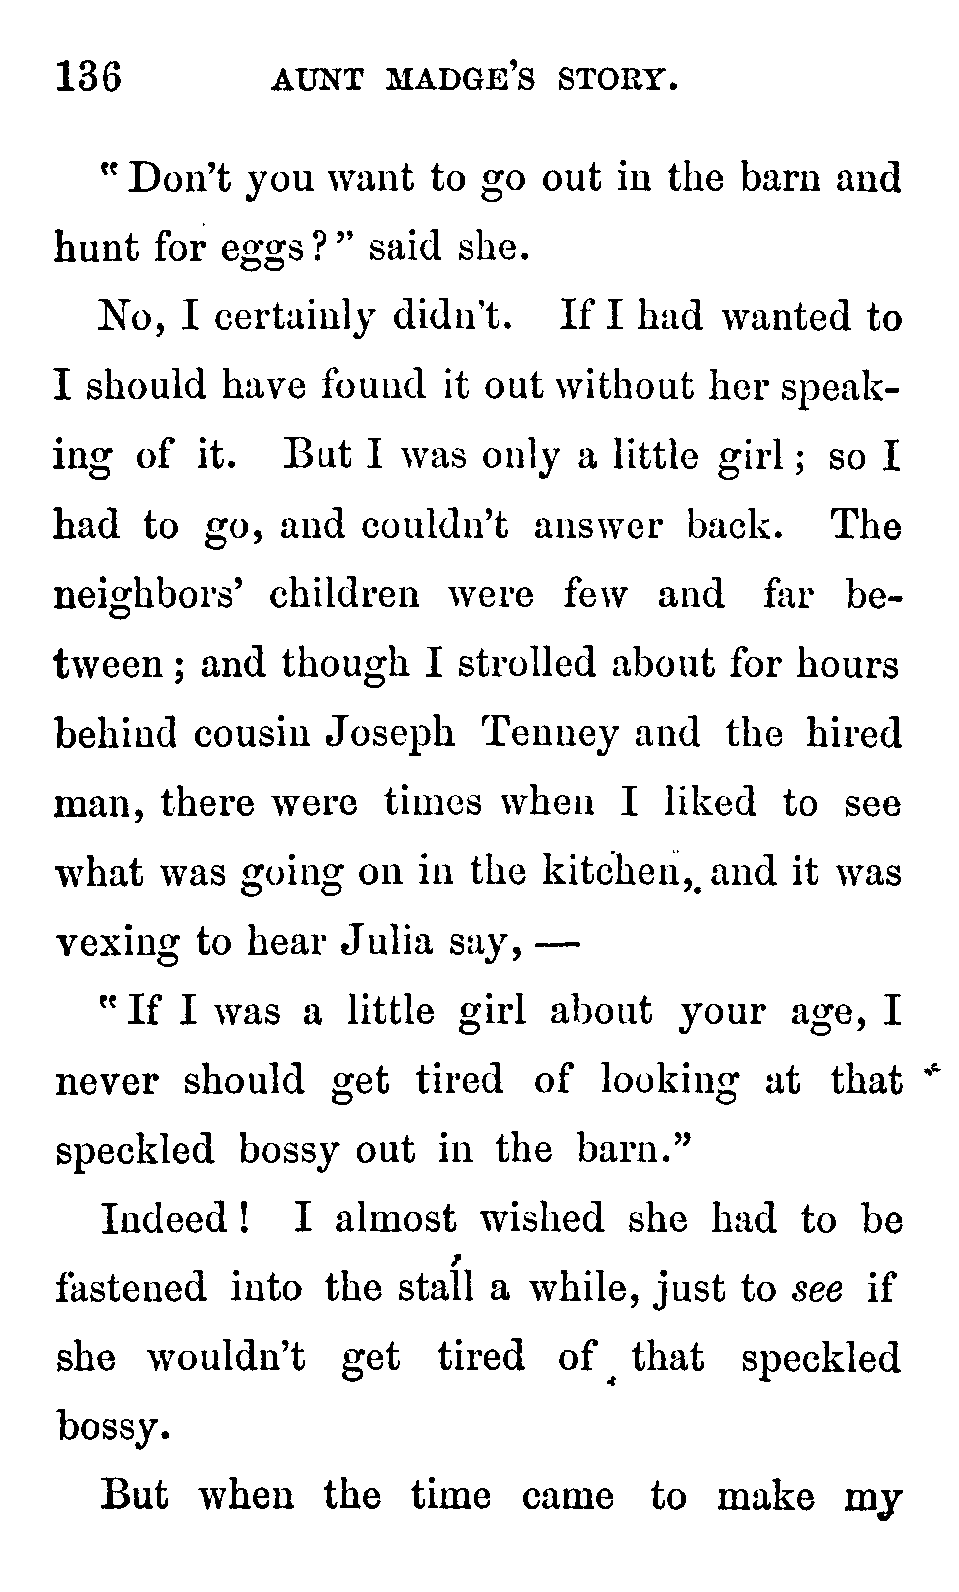 136 AUNT MADGE'S STORY.
"Don't you want to go out in the barn and
hunt for eggs?" said she.
No, I certainly didn't. If I had wanted to
I should have found it out without her speak-
ing of it. But I was only a little girl; so I
had to go, and couldn't answer back. The
neighbors' children were few and far be-
tween; and though I strolled about for hours
behind cousin Joseph Tenney and the hired
man, there were times when I liked to see
what was going on in the kitchen, and it was
vexing to hear Julia say, —
"If I was a little girl about your age, I
never should get tired of looking at that
speckled bossy out in the barn."
Indeed! I almost wished she had to be
fastened into the stall a while, just to see if
she wouldn't get tired of that speckled
bossy.
But when the time came to make my